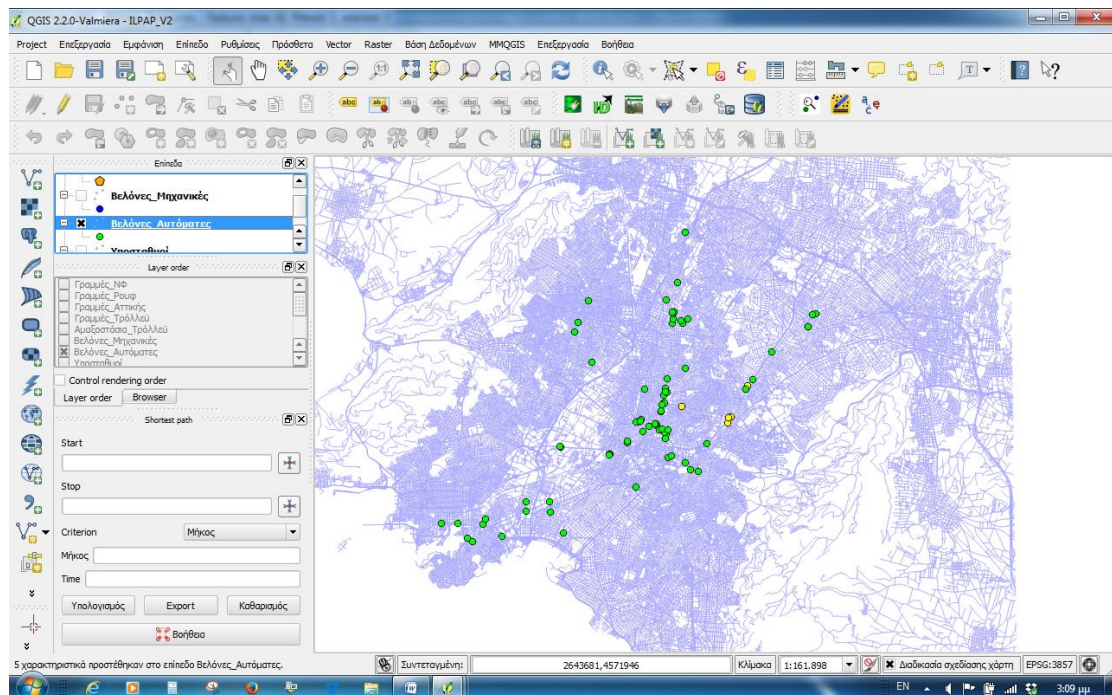 QGIS 2.2.0-Valmiera - ILPAP_V2
Project Επεξεργασία Εμφάνιση Επίπεδο Ρυθμίσεις Πρόσθετα Vector Raster Βάση Δεδομένων MMQGIS Επεξεργασία Βοήθεια
Επίπεδα
Βελόνες_Μηχανικές
Βελόνες_Αυτόματες
Υποσταθμοί
Layer order
Γραμμές_ΝΦ
Γραμμές_Ρουφ
Γραμμές_Αττικής
Γραμμές_Τρόλλεϋ
Αμαξοστάσια_Τρόλλεϋ
Βελόνες_Μηχανικές
Βελόνες_Αυτόματες
Υποσταθμοί
Control rendering order
Layer order Browser
Shortest path
Start
Stop
Criterion Μήκος
Μήκος
Time
Υπολογισμός Export Καθαρισμός
Βοήθεια
5 χαρακτηριστικά προστέθηκαν στο επίπεδο Βελόνες_Αυτόματες. Συντεταγμένη: 2643681,4571946 Κλίμακα 1:161.898 Διαδικασία σχεδίασης χάρτη EPSG:3857
EN 3:09 μμ